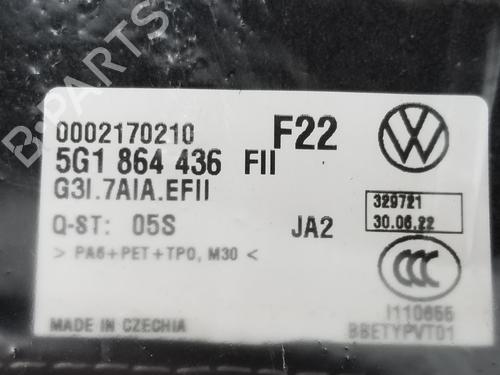 0002170210
F22
5G1 864 436 FII
G3I.7AIA.EFII
329721
30.06.22
Q-ST: 05S
JA2
> PA6+PET+TPO, M30 <
I110655
MADE IN CZECHIA
BBETYPVT01